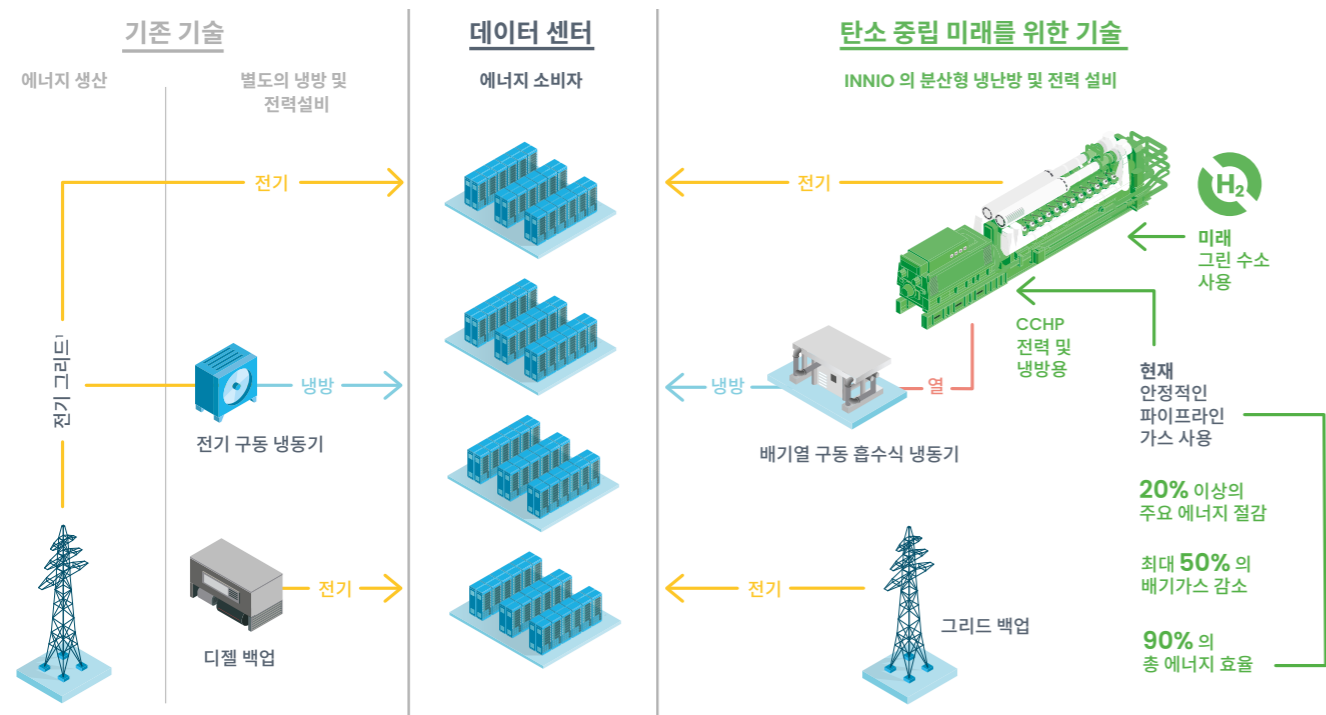 기존 기술
에너지 생산
별도의 냉방 및
전력설비
전기
전기 그리드¹
냉방
전기 구동 냉동기
전기
디젤 백업
데이터 센터
에너지 소비자
탄소 중립 미래를 위한 기술
INNIO 의 분산형 냉난방 및 전력 설비
전기
H₂
미래
그린 수소
사용
CCHP
전력 및
냉방용
냉방
열
배기열 구동 흡수식 냉동기
현재
안정적인
파이프라인
가스 사용
20% 이상의
주요 에너지 절감
최대 50% 의
배기가스 감소
90% 의
총 에너지 효율
전기
그리드 백업